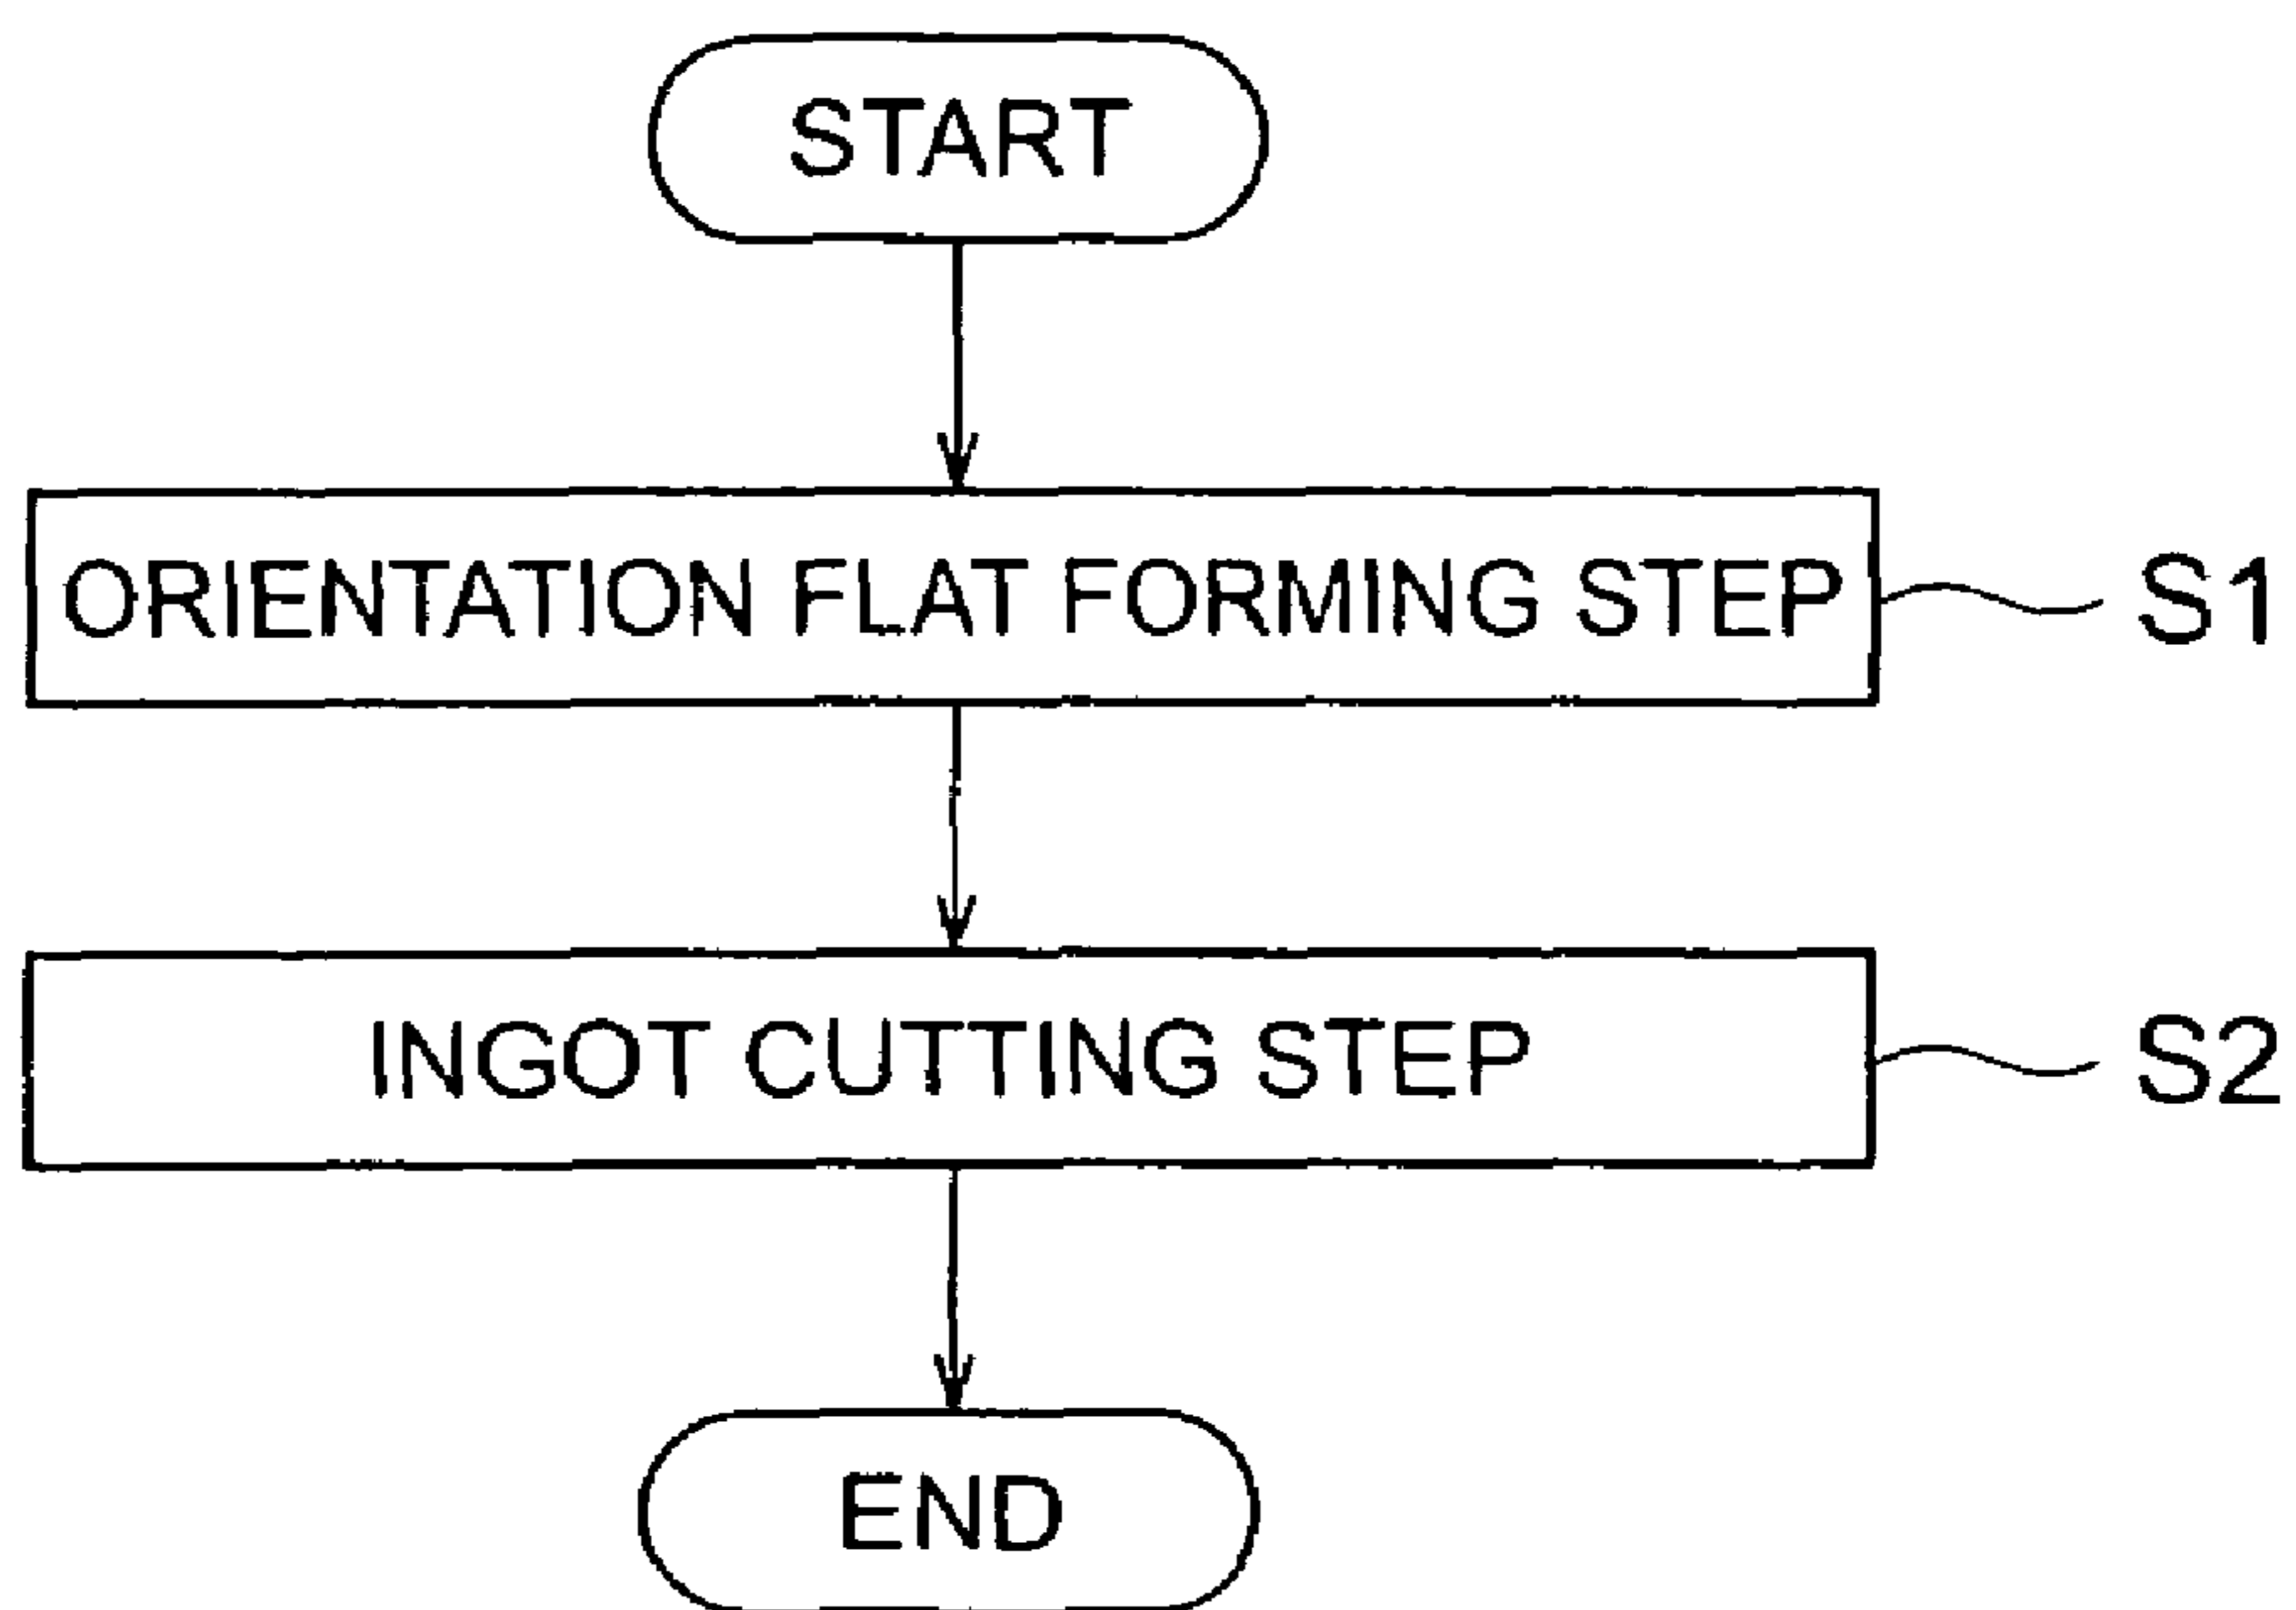 START
ORIENTATION FLAT FORMING STEP
S1
INGOT CUTTING STEP
S2
END